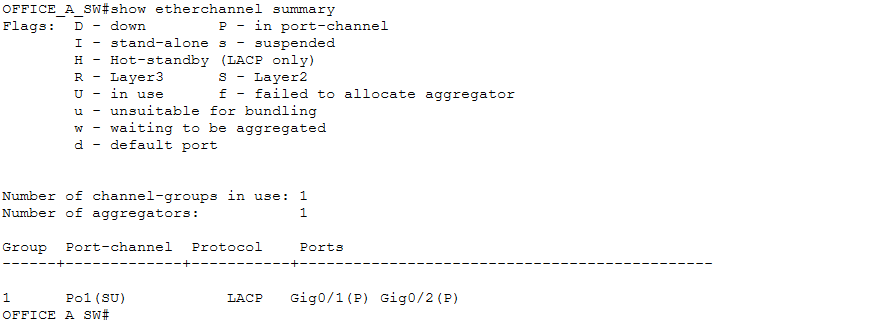 OFFICE_A_SW#show etherchannel summary
Flags:  D - down        P - in port-channel
        I - stand-alone s - suspended
        H - Hot-standby (LACP only)
        R - Layer3      S - Layer2
        U - in use      f - failed to allocate aggregator
        u - unsuitable for bundling
        w - waiting to be aggregated
        d - default port
Number of channel-groups in use: 1
Number of aggregators:           1
Group  Port-channel  Protocol    Ports
------+-------------+-----------+----------------------------------------------
1      Po1(SU)           LACP   Gig0/1(P) Gig0/2(P)
OFFICE_A_SW#